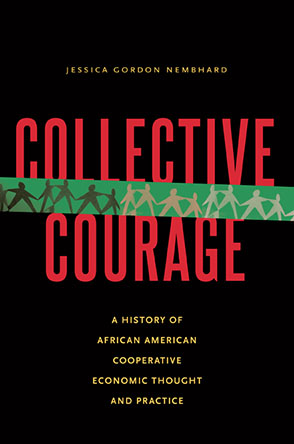 JESSICA GORDON NEMBHARD
COLLECTIVE
COURAGE
A HISTORY OF
AFRICAN AMERICAN
COOPERATIVE
ECONOMIC THOUGHT
AND PRACTICE